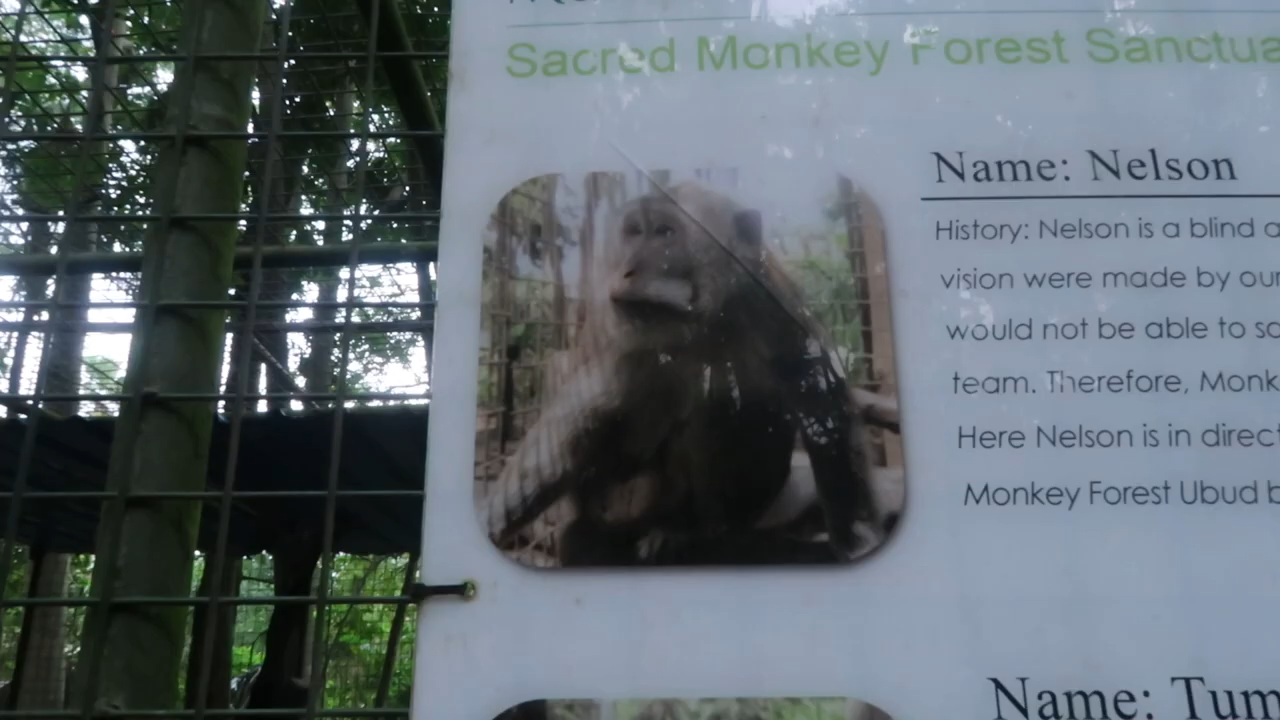 Sacred Monkey Forest Sanctua
Name: Nelson
History: Nelson is a blind a
vision were made by our
would not be able to sc
team. Therefore, Monk
Here Nelson is in direct
Monkey Forest Ubud b
Name: Tum